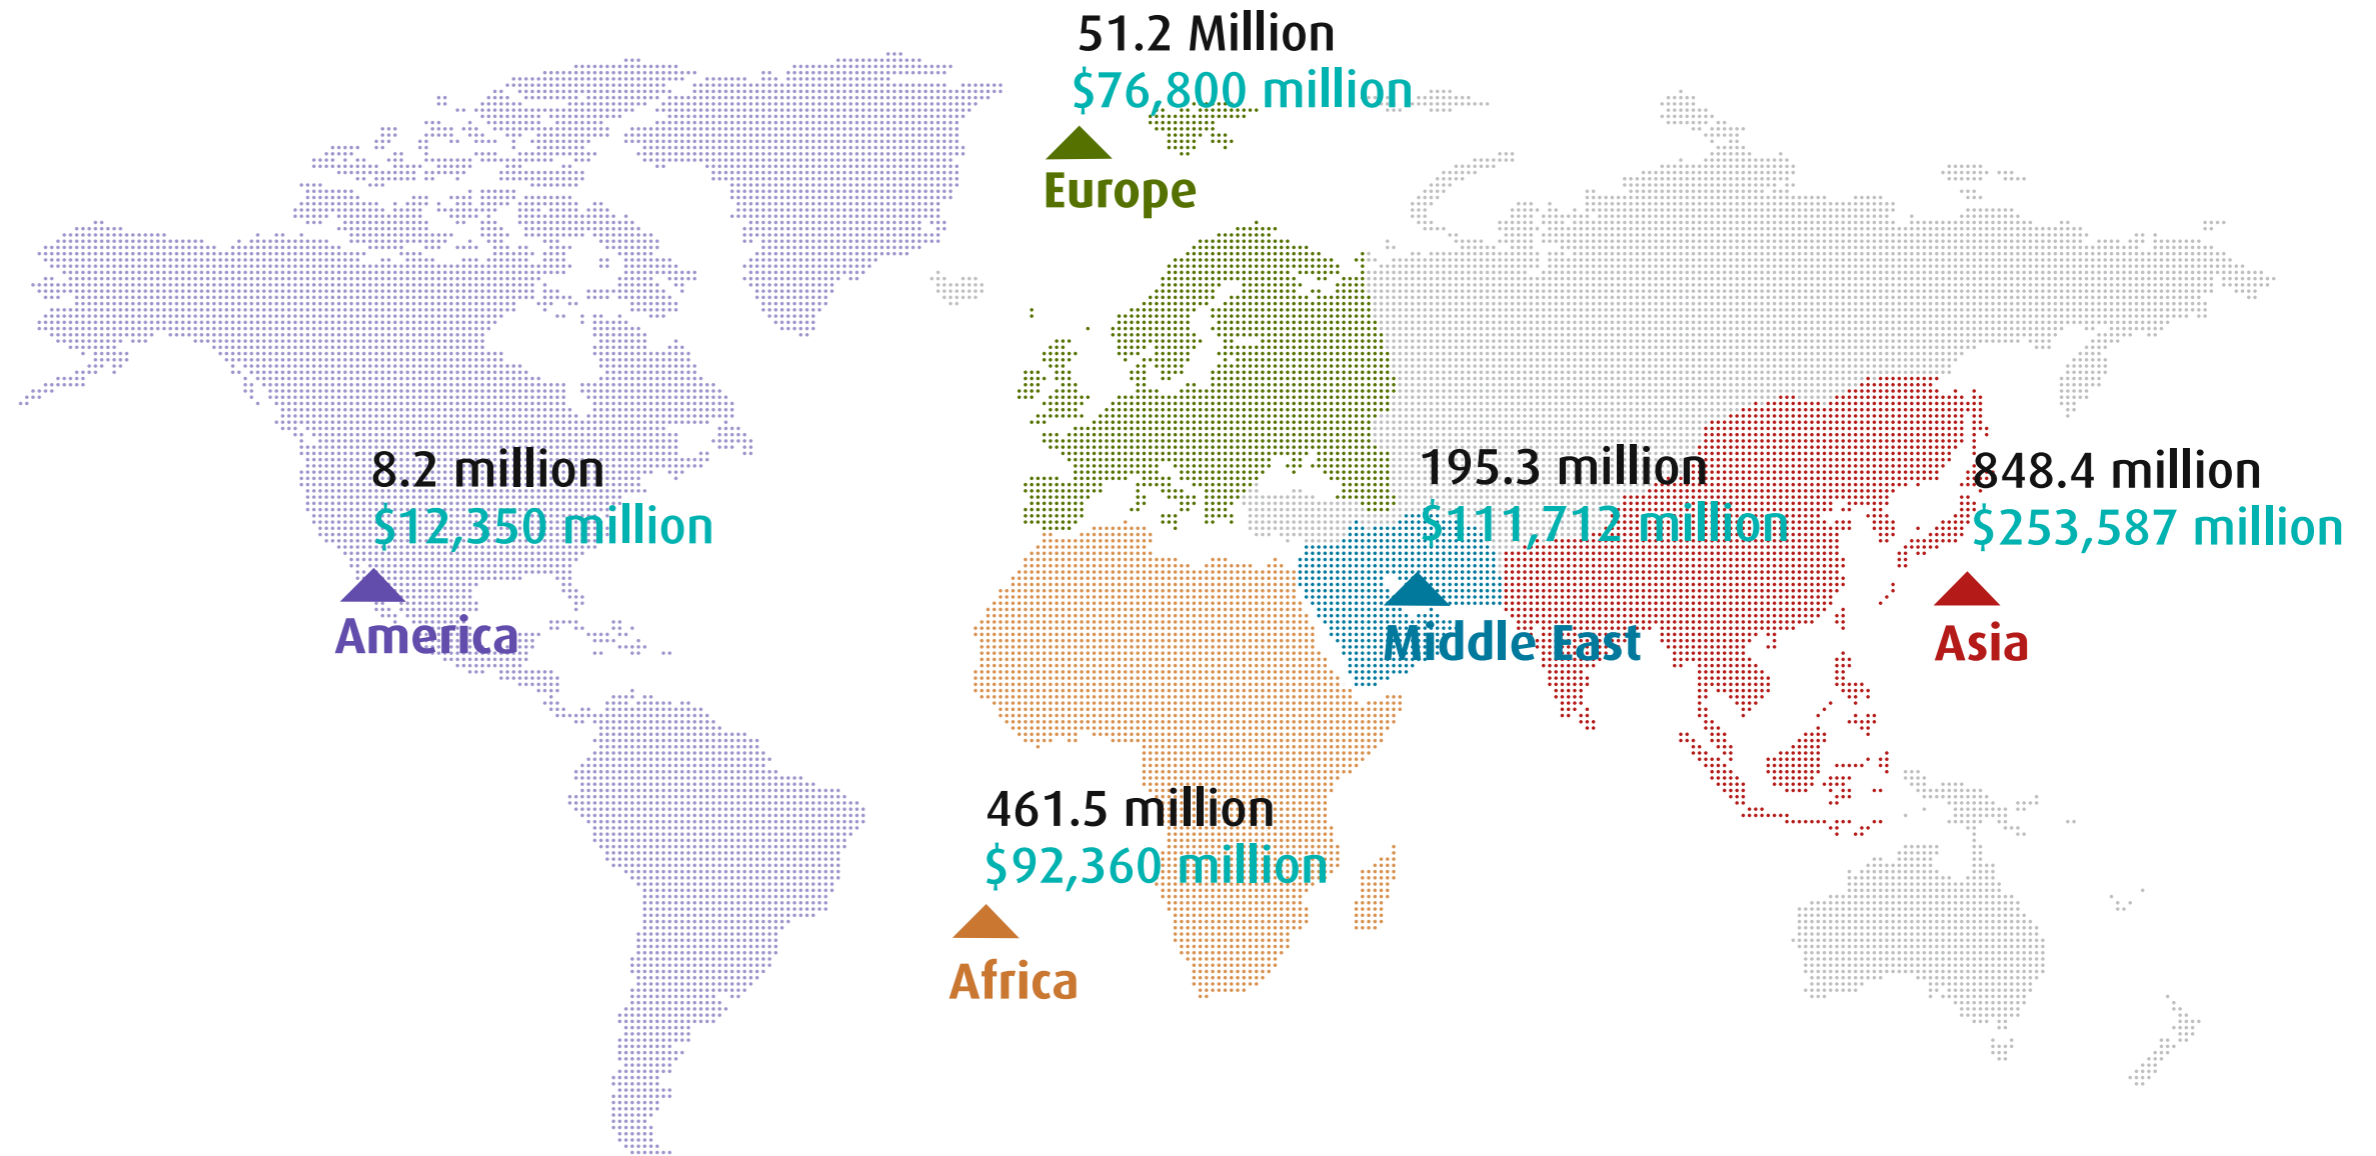 51.2 Million
$76,800 million
Europe
8.2 million
$12,350 million
America
195.3 million
$111,712 million
Middle East
848.4 million
$253,587 million
Asia
461.5 million
$92,360 million
Africa